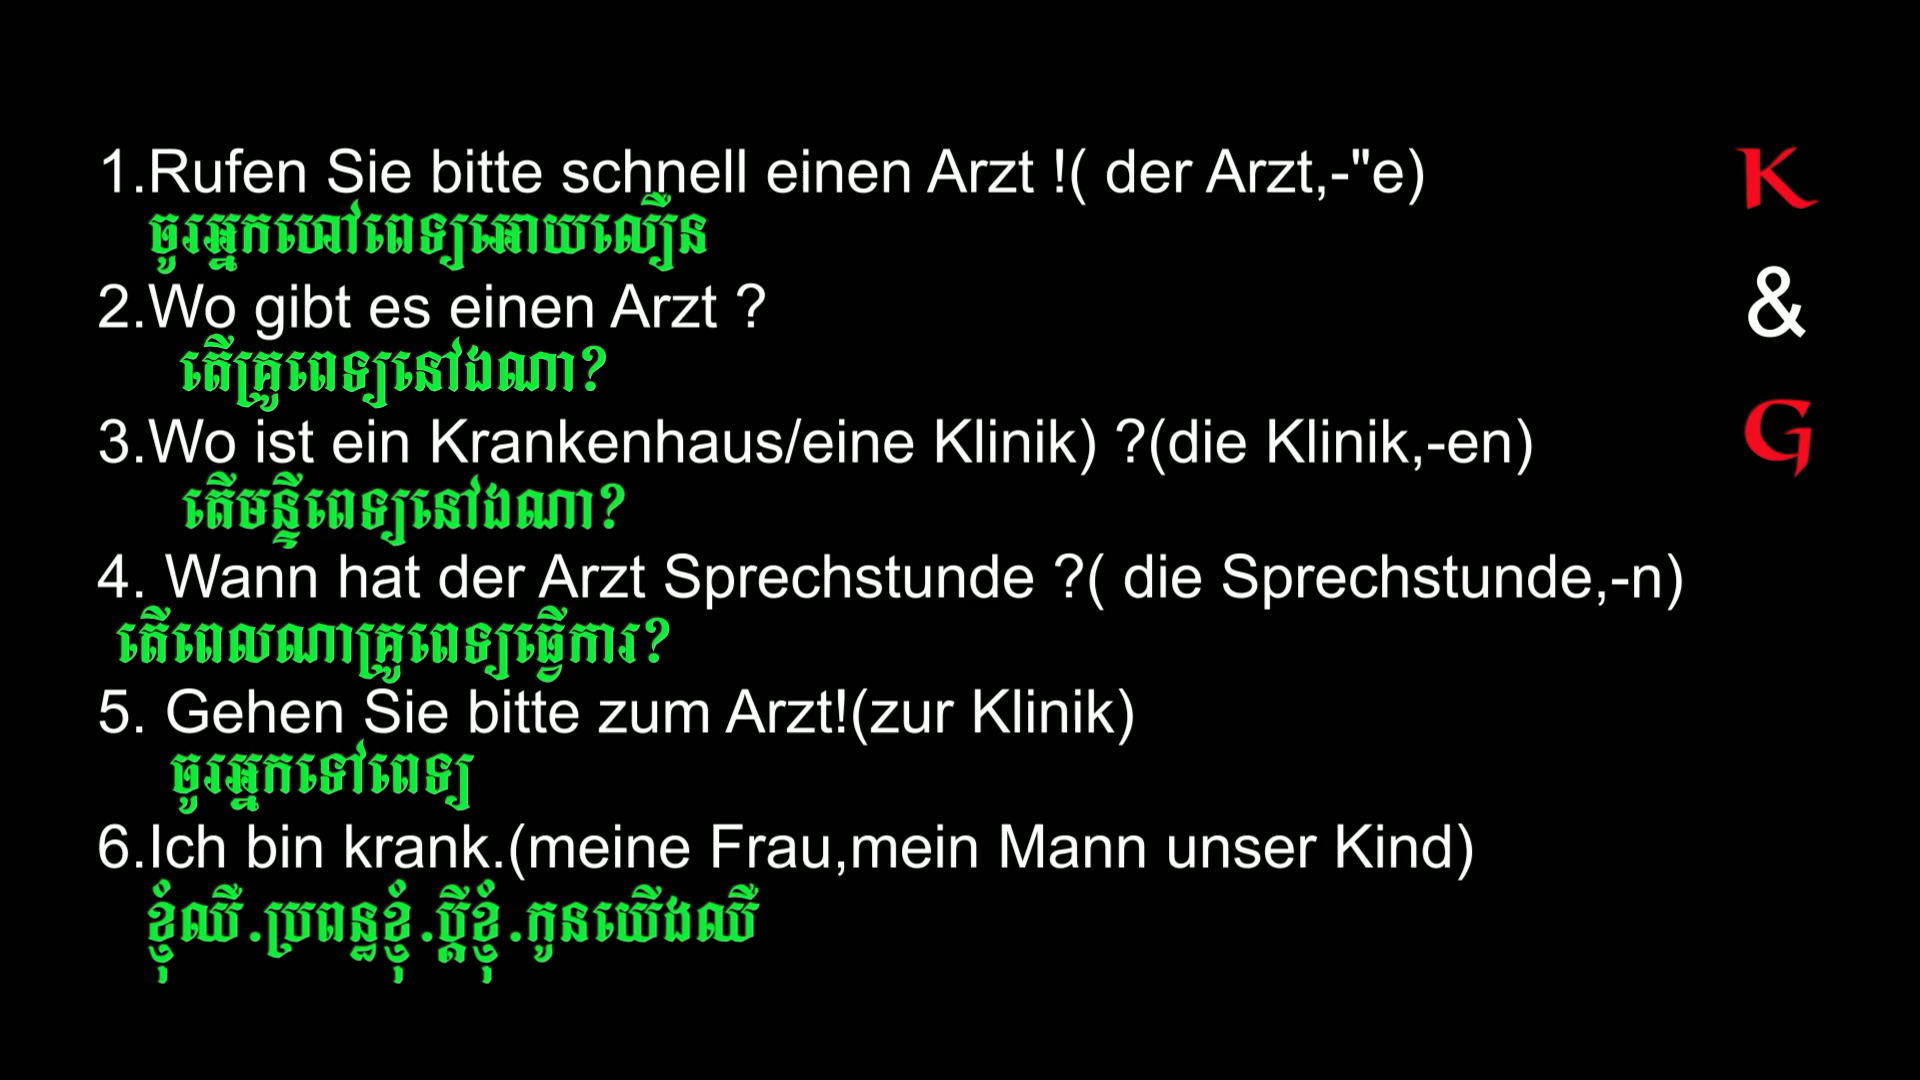 1.Rufen Sie bitte schnell einen Arzt !( der Arzt,-"e)
ចូរអ្នកហៅពេទ្យអោយល្បឿន
2.Wo gibt es einen Arzt ?
តើគ្រូពេទ្យនៅឯណា?
3.Wo ist ein Krankenhaus/eine Klinik) ?(die Klinik,-en)
តើមន្ទីពេទ្យនៅឯណា?
4. Wann hat der Arzt Sprechstunde ?( die Sprechstunde,-n)
តើពេលណាគ្រូពេទ្យធ្វើការ?
5. Gehen Sie bitte zum Arzt!(zur Klinik)
ចូរអ្នកទៅពេទ្យ
6.Ich bin krank.(meine Frau,mein Mann unser Kind)
ខ្ញុំឈឺ.ប្រពន្ធខ្ញុំ.ប្ដីខ្ញុំ.កូនយើងឈឺ
K
&
G